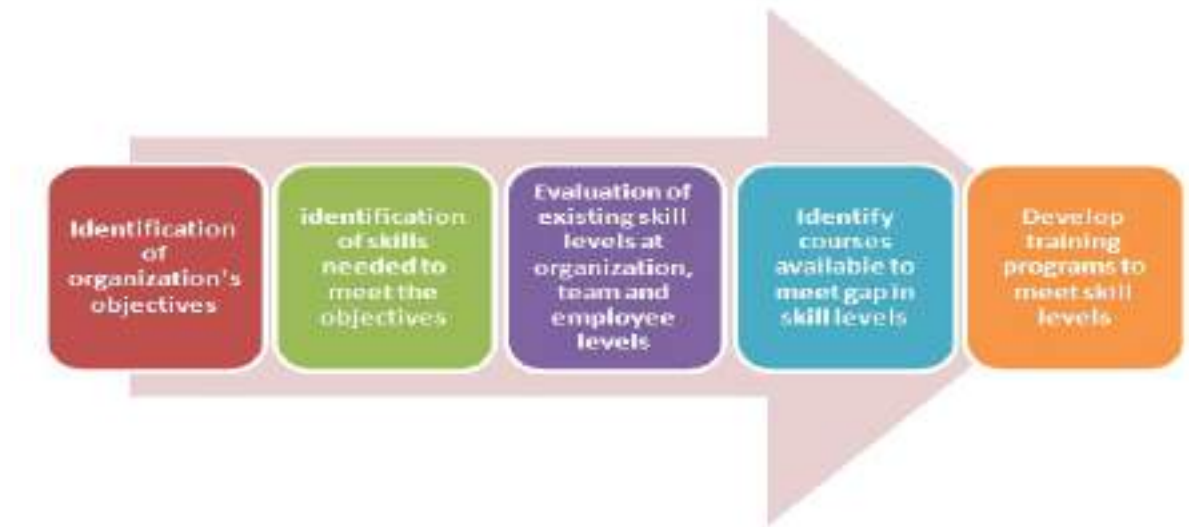 Identification
of
organization's
objectives
identification
of skills
needed to
meet the
objectives
Evaluation of
existing skill
levels at
organization,
team and
employee
levels
Identify
courses
available to
meet gap in
skill levels
Develop
training
programs to
meet skill
levels